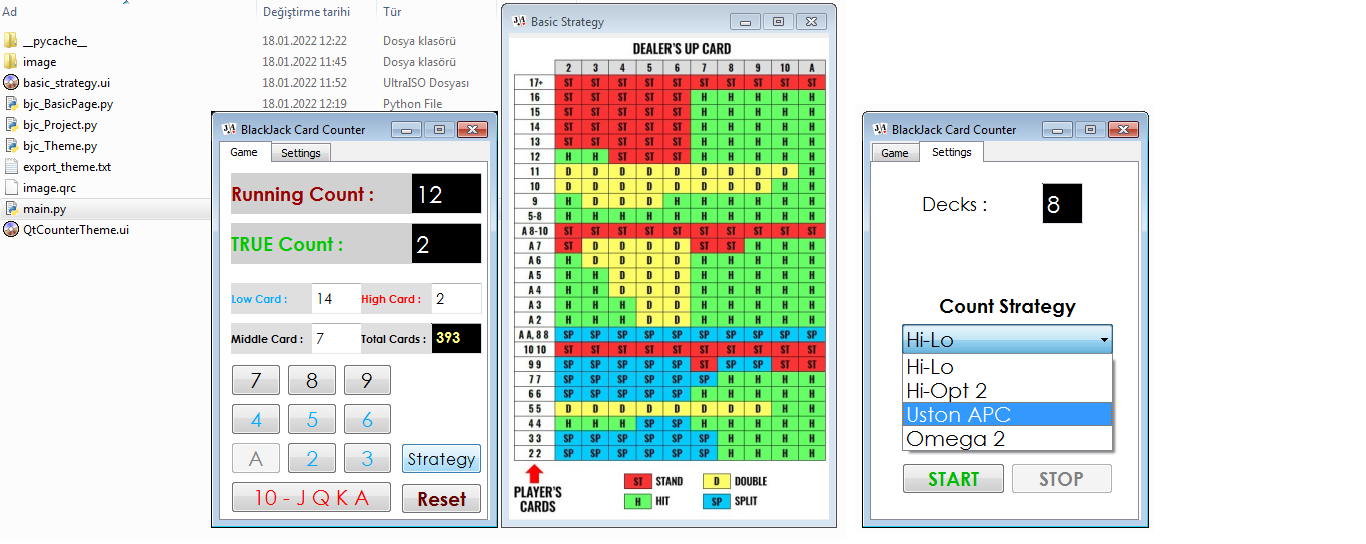 Ad
Değiştirme tarihi
Tür
__pycache__
18.01.2022 12:22
Dosya klasörü
image
18.01.2022 11:45
Dosya klasörü
basic_strategy.ui
18.01.2022 11:52
UltraISO Dosyası
bjc_BasicPage.py
18.01.2022 12:19
Python File
bjc_Project.py
bjc_Theme.py
export_theme.txt
image.qrc
main.py
QtCounterTheme.ui
BlackJack Card Counter
Game Settings
Running Count : 12
TRUE Count : 2
Low Card : 14 High Card : 2
Middle Card : 7 Total Cards : 393
7 8 9
4 5 6
A 2 3 Strategy
10 - J Q K A Reset
Basic Strategy
DEALER'S UP CARD
2 3 4 5 6 7 8 9 10 A
17+ ST ST ST ST ST ST ST ST ST ST
16 ST ST ST ST ST H H H H H
15 ST ST ST ST ST H H H H H
14 ST ST ST ST ST H H H H H
13 ST ST ST ST ST H H H H H
12 H H ST ST ST H H H H H
11 D D D D D D D D D H
10 D D D D D D D D H H
9 H D D D H H H H H H
5-8 H H H H H H H H H H
A 8-10 ST ST ST ST ST ST ST ST ST ST
A 7 ST D D D D ST ST H H H
A 6 H D D D D H H H H H
A 5 H H D D D H H H H H
A 4 H H D D D H H H H H
A 3 H H H D D H H H H H
A 2 H H H D D H H H H H
A A, 8 8 SP SP SP SP SP SP SP SP SP SP
10 10 ST ST ST ST ST ST ST ST ST ST
9 9 SP SP SP SP SP ST SP SP ST ST
7 7 SP SP SP SP SP SP H H H H
6 6 SP SP SP SP SP H H H H H
5 5 D D D D D D D D H H
4 4 H H H SP SP H H H H H
3 3 SP SP SP SP SP SP H H H H
2 2 SP SP SP SP SP SP H H H H
PLAYER'S
CARDS
ST STAND D DOUBLE
H HIT SP SPLIT
BlackJack Card Counter
Game Settings
Decks : 8
Count Strategy
Hi-Lo
Hi-Lo
Hi-Opt 2
Uston APC
Omega 2
START STOP